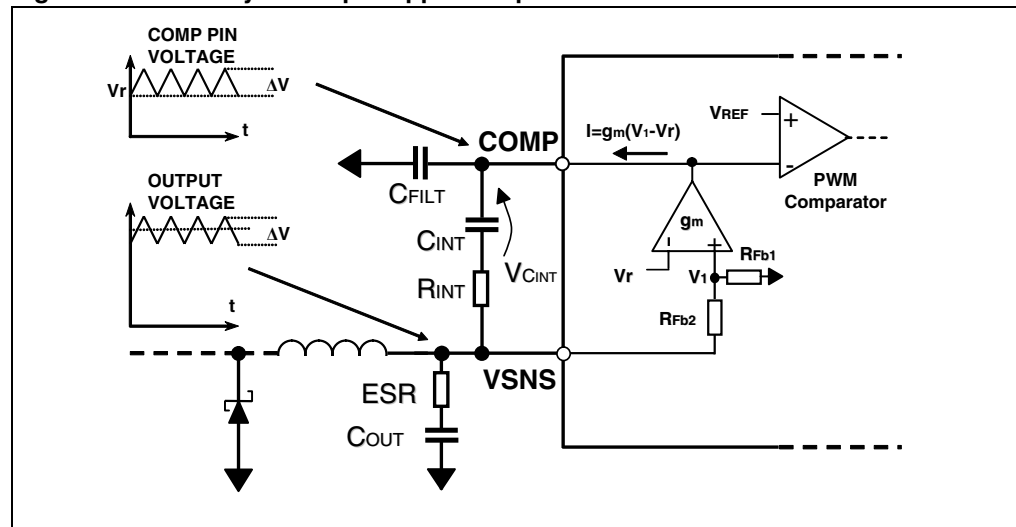 COMP PIN
VOLTAGE
Vr
ΔV
t
OUTPUT
VOLTAGE
ΔV
t
COMP
CFILT
CINT
VCINT
RINT
VSNS
ESR
COUT
I=gm(V1-Vr)
VREF
+
-
PWM
Comparator
gm
-
+
Vr
V1
RFb1
RFb2